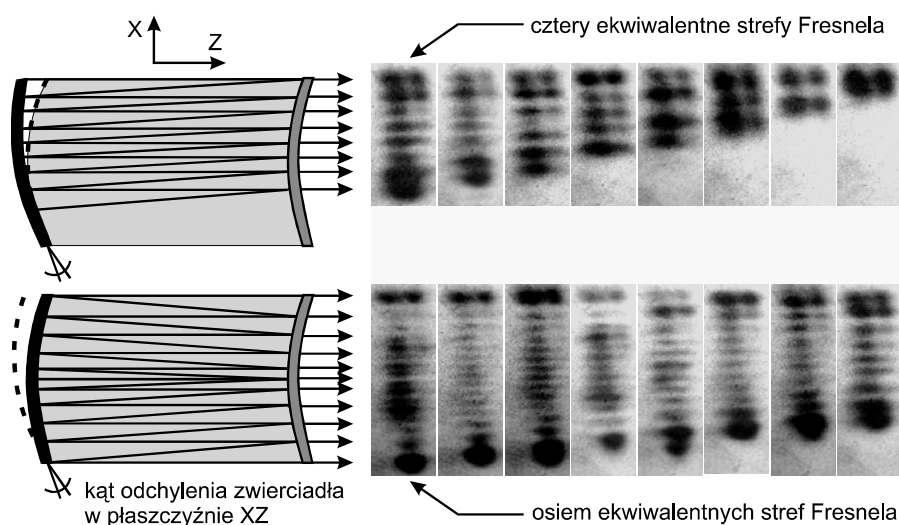 X
Z
cztery ekwiwalentne strefy Fresnela
kąt odchylenia zwierciadła
w płaszczyźnie XZ
osiem ekwiwalentnych stref Fresnela